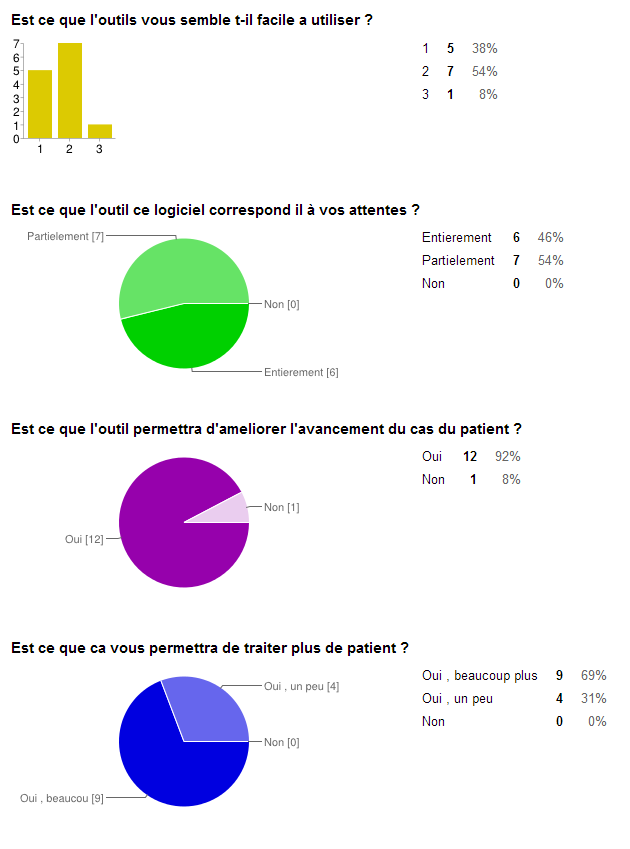 Est ce que l'outils vous semble t-il facile a utiliser ?
7
6
5
4
3
2
1
0
1 2 3
1 5 38%
2 7 54%
3 1 8%
Est ce que l'outil ce logiciel correspond il à vos attentes ?
Partielement [7]
Non [0]
Entierement [6]
Entierement 6 46%
Partielement 7 54%
Non 0 0%
Est ce que l'outil permettra d'ameliorer l'avancement du cas du patient ?
Non [1]
Oui [12]
Oui 12 92%
Non 1 8%
Est ce que ca vous permettra de traiter plus de patient ?
Oui , un peu [4]
Non [0]
Oui , beaucou [9]
Oui , beaucoup plus 9 69%
Oui , un peu 4 31%
Non 0 0%